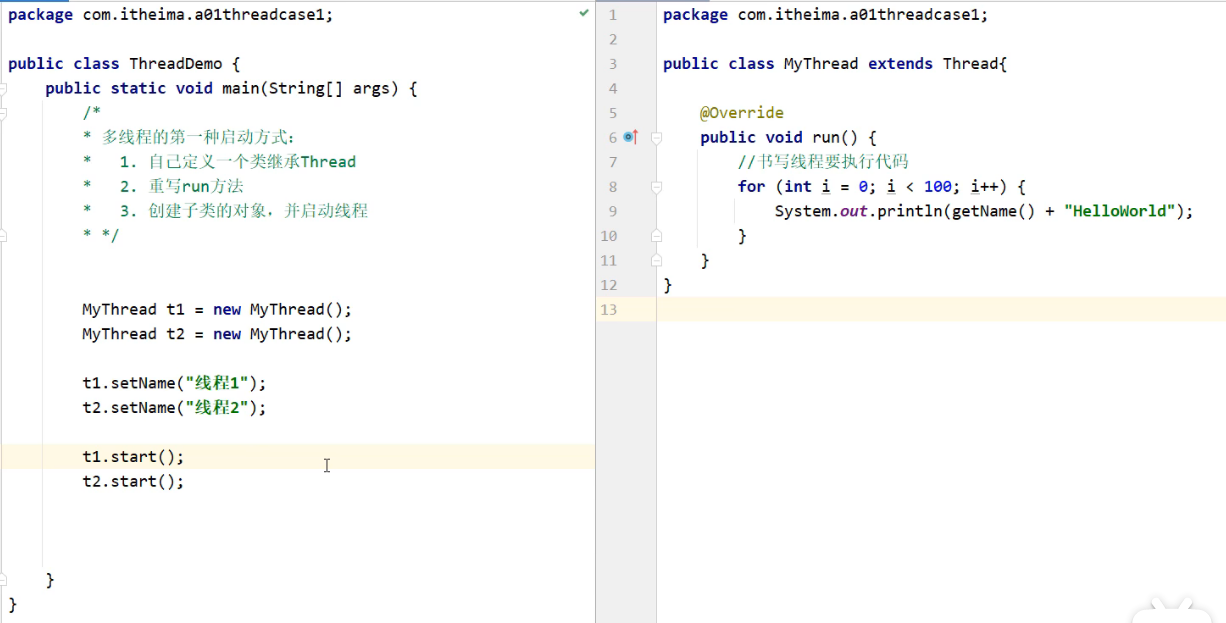 package com.itheima.a01threadcase1;
public class ThreadDemo {
    public static void main(String[] args) {
        /*
        * 多线程的第一种启动方式：
        *   1. 自己定义一个类继承Thread
        *   2. 重写run方法
        *   3. 创建子类的对象，并启动线程
        * */
        MyThread t1 = new MyThread();
        MyThread t2 = new MyThread();
        t1.setName("线程1");
        t2.setName("线程2");
        t1.start();
        t2.start();
    }
}
1 package com.itheima.a01threadcase1;
2
3 public class MyThread extends Thread{
4
5     @Override
6     public void run() {
7         //书写线程要执行代码
8         for (int i = 0; i < 100; i++) {
9             System.out.println(getName() + "HelloWorld");
10         }
11     }
12 }
13